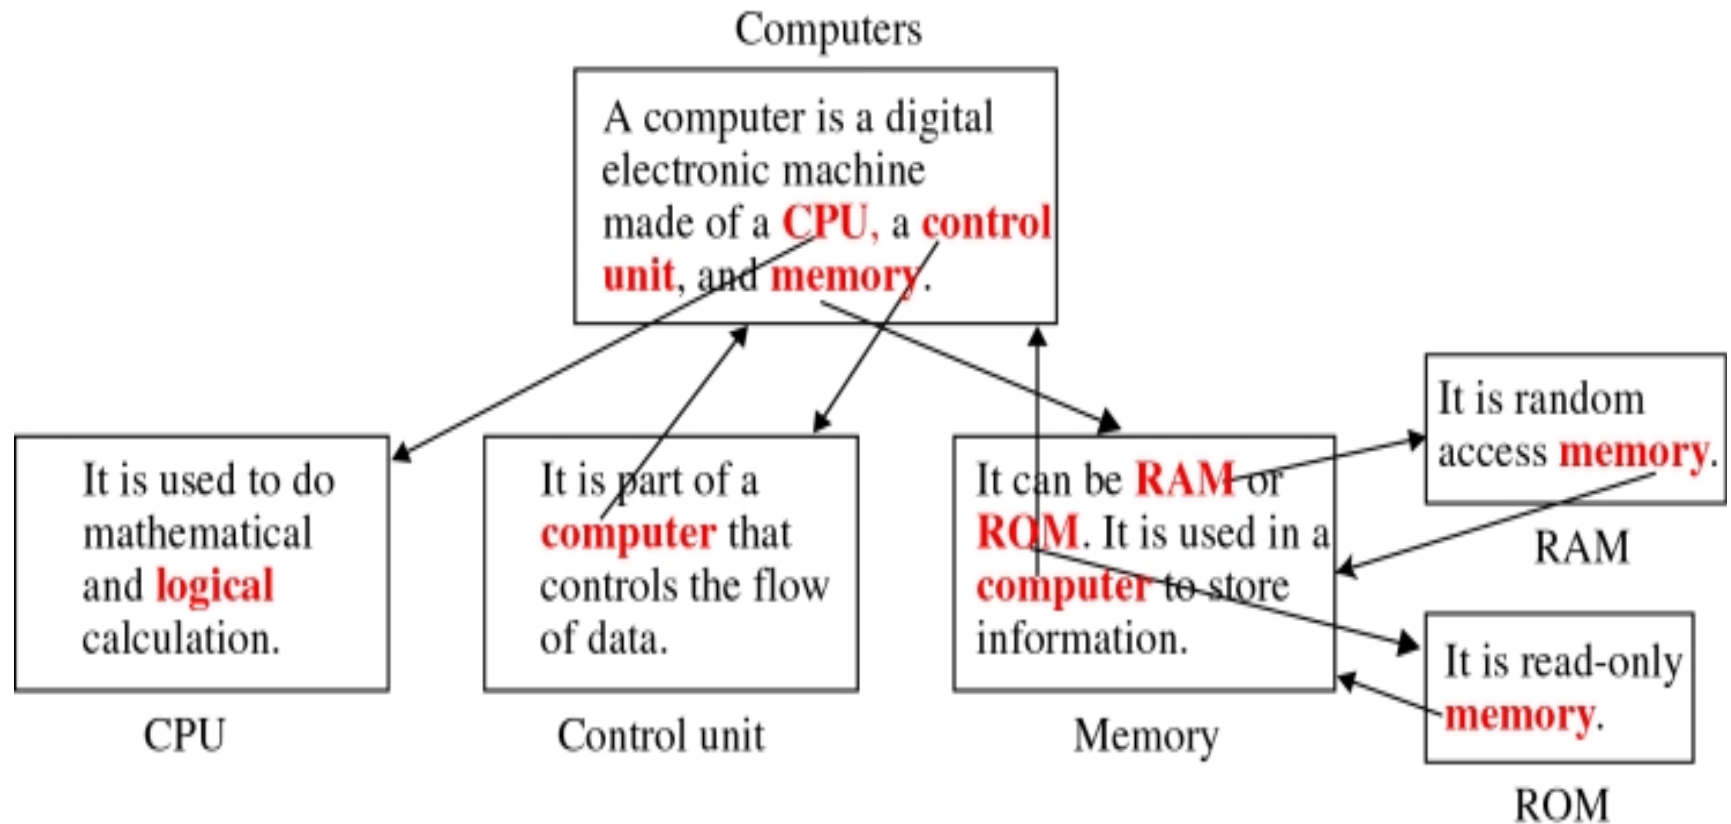 Computers
A computer is a digital
electronic machine
made of a CPU, a control
unit, and memory.
It is used to do
mathematical
and logical
calculation.
CPU
It is part of a
computer that
controls the flow
of data.
Control unit
It can be RAM or
ROM. It is used in a
computer to store
information.
Memory
It is random
access memory.
RAM
It is read-only
memory.
ROM